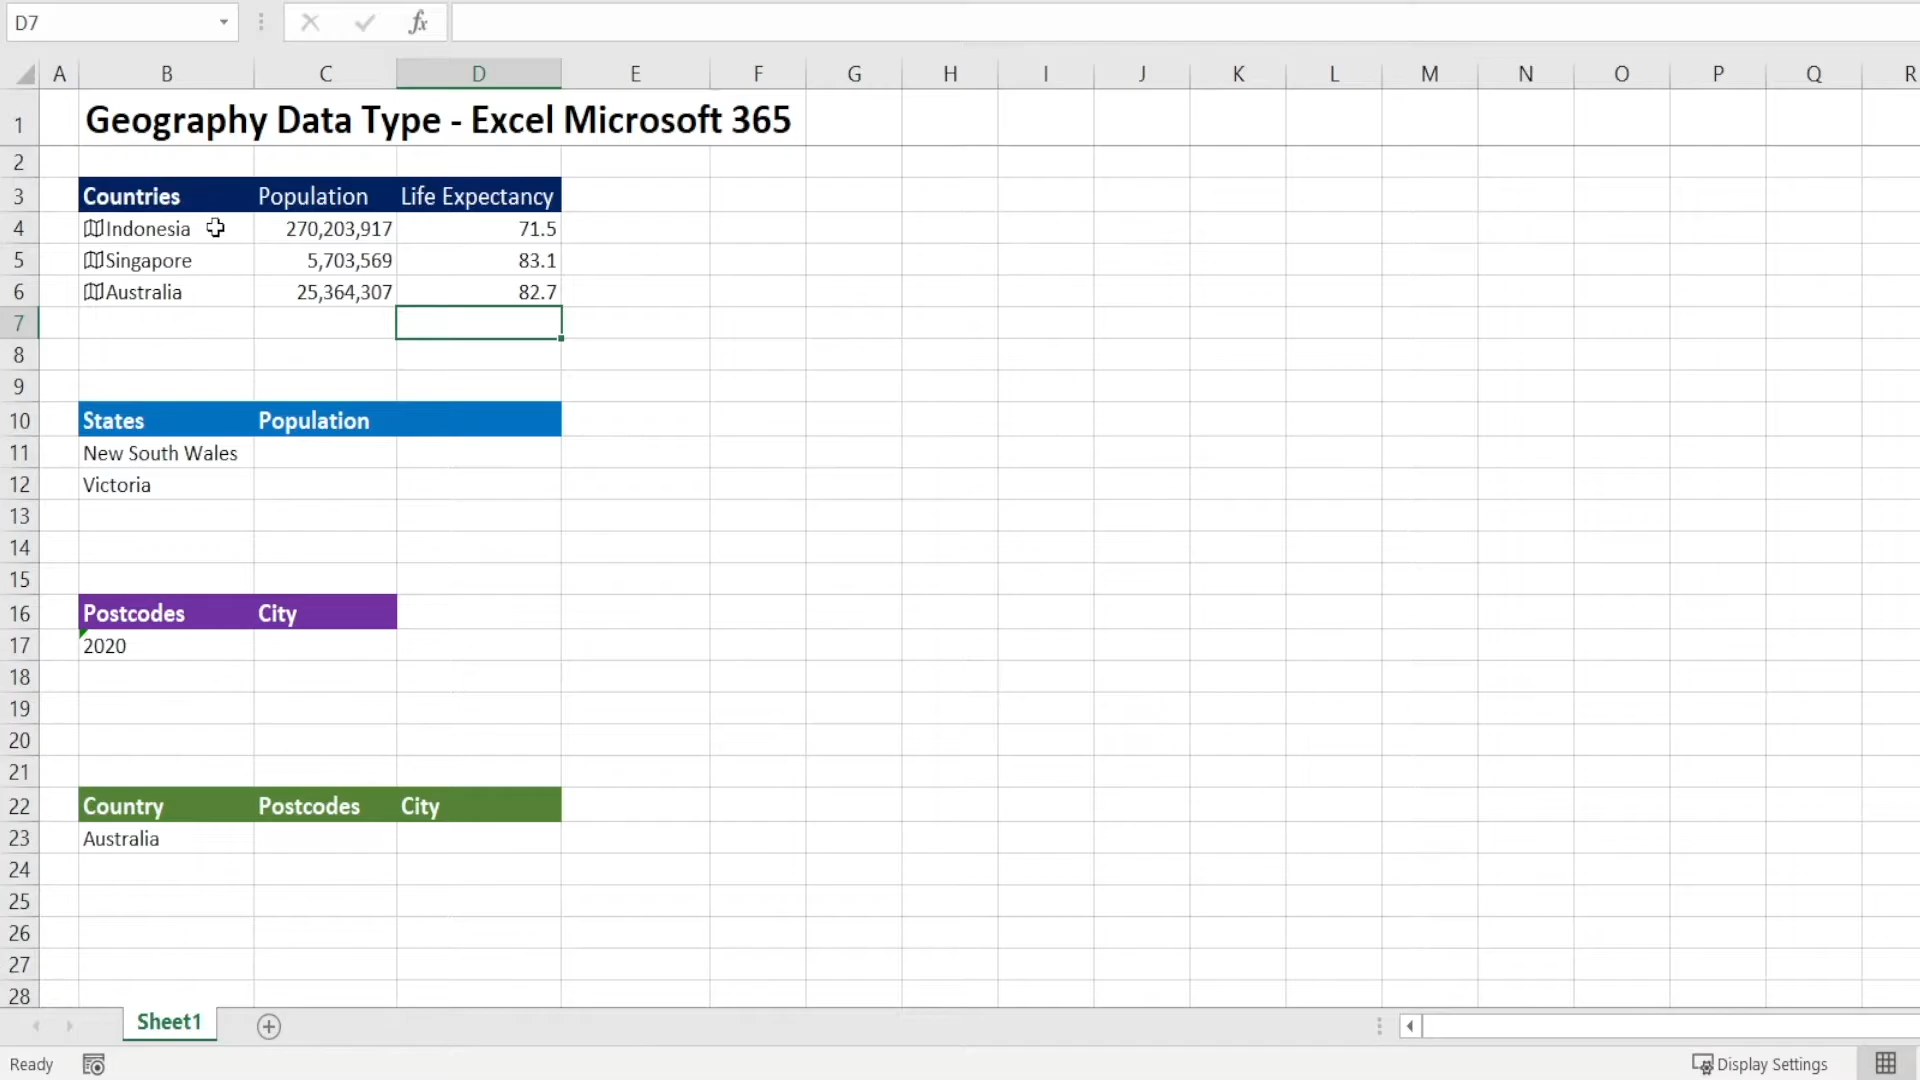 D7 fx
A B C D E F G H I J K L M N O P Q R
1 Geography Data Type - Excel Microsoft 365
2
3 Countries Population Life Expectancy
4 Indonesia 270,203,917 71.5
5 Singapore 5,703,569 83.1
6 Australia 25,364,307 82.7
7
8
9
10 States Population
11 New South Wales
12 Victoria
13
14
15
16 Postcodes City
17 2020
18
19
20
21
22 Country Postcodes City
23 Australia
24
25
26
27
28
Sheet1
Ready Display Settings